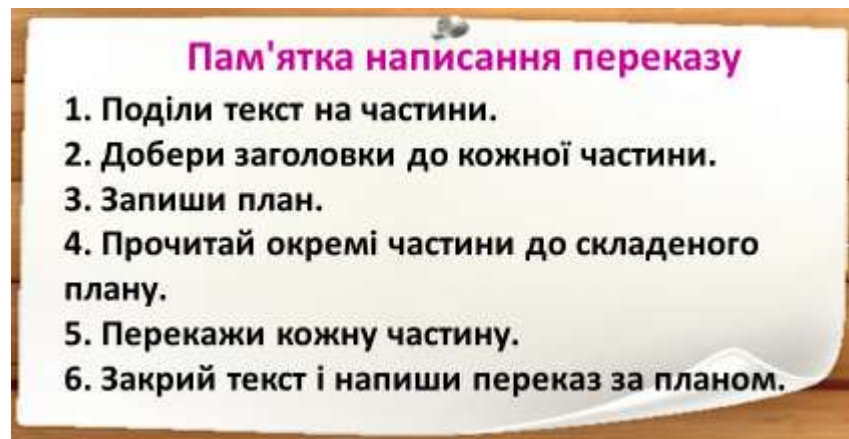 Пам'ятка написання переказу
1. Поділи текст на частини.
2. Добери заголовки до кожної частини.
3. Запиши план.
4. Прочитай окремі частини до складеного
плану.
5. Перекажи кожну частину.
6. Закрий текст і напиши переказ за планом.